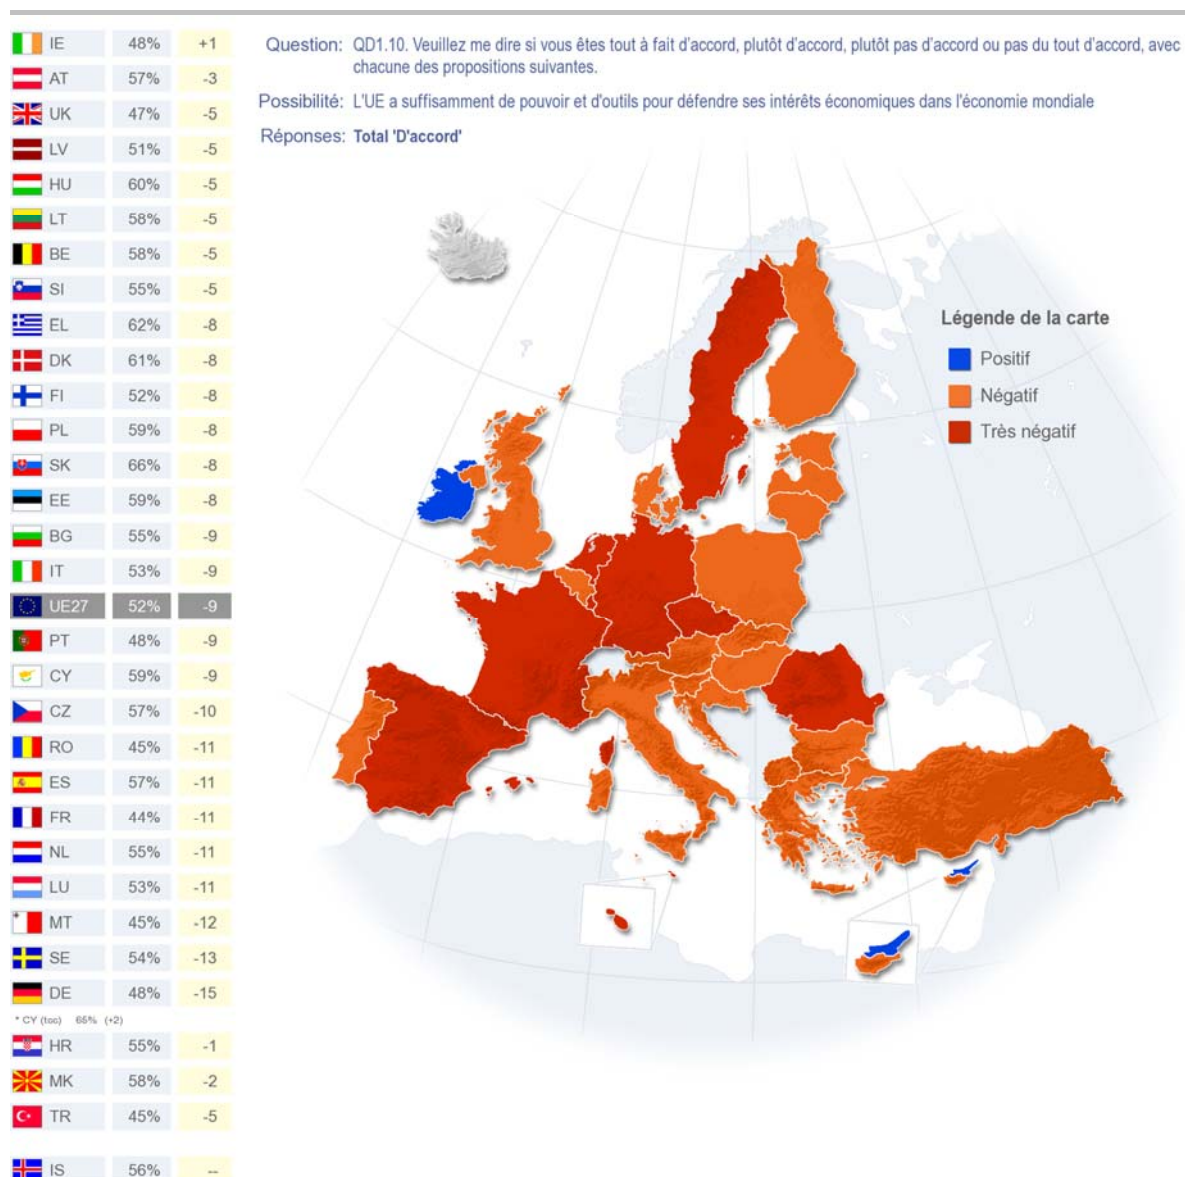 Question: QD1.10. Veuillez me dire si vous êtes tout à fait d'accord, plutôt d'accord, plutôt pas d'accord ou pas du tout d'accord, avec
chacune des propositions suivantes.
Possibilité: L'UE a suffisamment de pouvoir et d'outils pour défendre ses intérêts économiques dans l'économie mondiale
Réponses: Total 'D'accord'
IE 48% +1
AT 57% -3
UK 47% -5
LV 51% -5
HU 60% -5
LT 58% -5
BE 58% -5
SI 55% -5
EL 62% -8
DK 61% -8
FI 52% -8
PL 59% -8
SK 66% -8
EE 59% -8
BG 55% -9
IT 53% -9
UE27 52% -9
PT 48% -9
CY 59% -9
CZ 57% -10
RO 45% -11
ES 57% -11
FR 44% -11
NL 55% -11
LU 53% -11
MT 45% -12
SE 54% -13
DE 48% -15
* CY (tcc) 65% (+2)
HR 55% -1
MK 58% -2
TR 45% -5
IS 56% --
Légende de la carte
Positif
Négatif
Très négatif